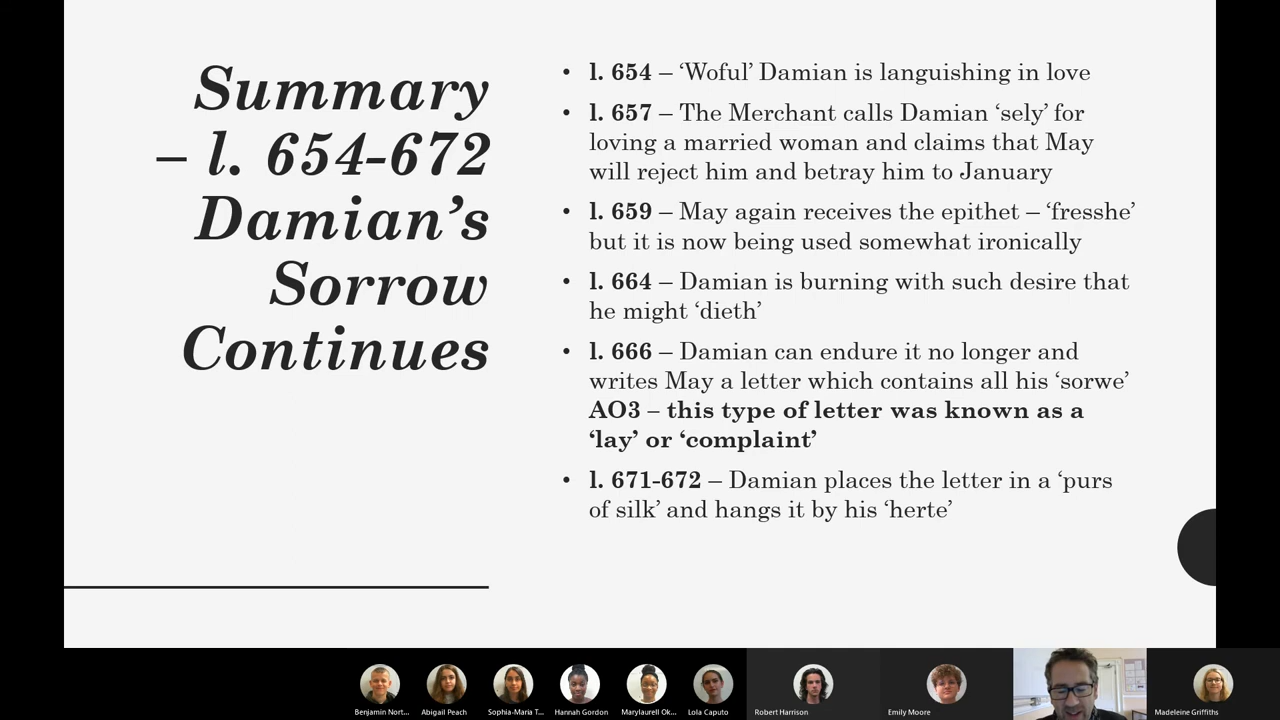 Summary
– l. 654-672
Damian’s
Sorrow
Continues
• l. 654 – ‘Woful’ Damian is languishing in love
• l. 657 – The Merchant calls Damian ‘sely’ for
loving a married woman and claims that May
will reject him and betray him to January
• l. 659 – May again receives the epithet – ‘fresshe’
but it is now being used somewhat ironically
• l. 664 – Damian is burning with such desire that
he might ‘dieth’
• l. 666 – Damian can endure it no longer and
writes May a letter which contains all his ‘sorwe’
AO3 – this type of letter was known as a
‘lay’ or ‘complaint’
• l. 671-672 – Damian places the letter in a ‘purs
of silk’ and hangs it by his ‘herte’
Benjamin Nort... Abigail Peach Sophia-Maria T... Hannah Gordon Marylaurell Ok... Lola Caputo Robert Harrison Emily Moore Madeleine Griffiths